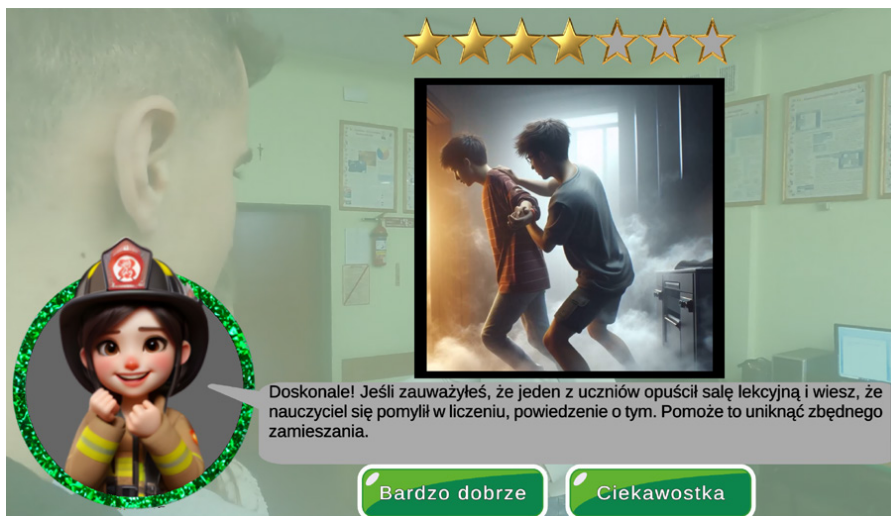 Doskonale! Jeśli zauważyłeś, że jeden z uczniów opuścił salę lekcyjną i wiesz, że
nauczyciel się pomylił w liczeniu, powiedzenie o tym. Pomoże to uniknąć zbędnego
zamieszania.
Bardzo dobrze
Ciekawostka